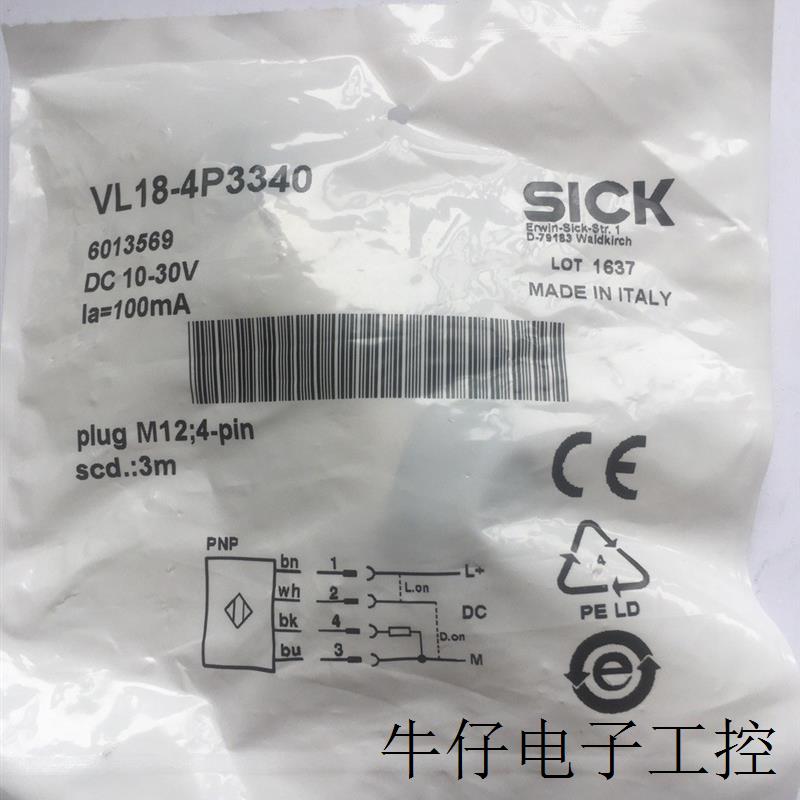 VL18-4P3340
6013569
DC 10-30V
Ia=100mA
SICK
Erwin-Sick-Str. 1
D-79183 Waldkirch
LOT 1637
MADE IN ITALY
plug M12;4-pin
scd.:3m
CE
PNP
bn 1 L+
L.on
wh 2
DC
bk 4
D.on
bu 3 M
4
PE LD
e
牛仔电子工控